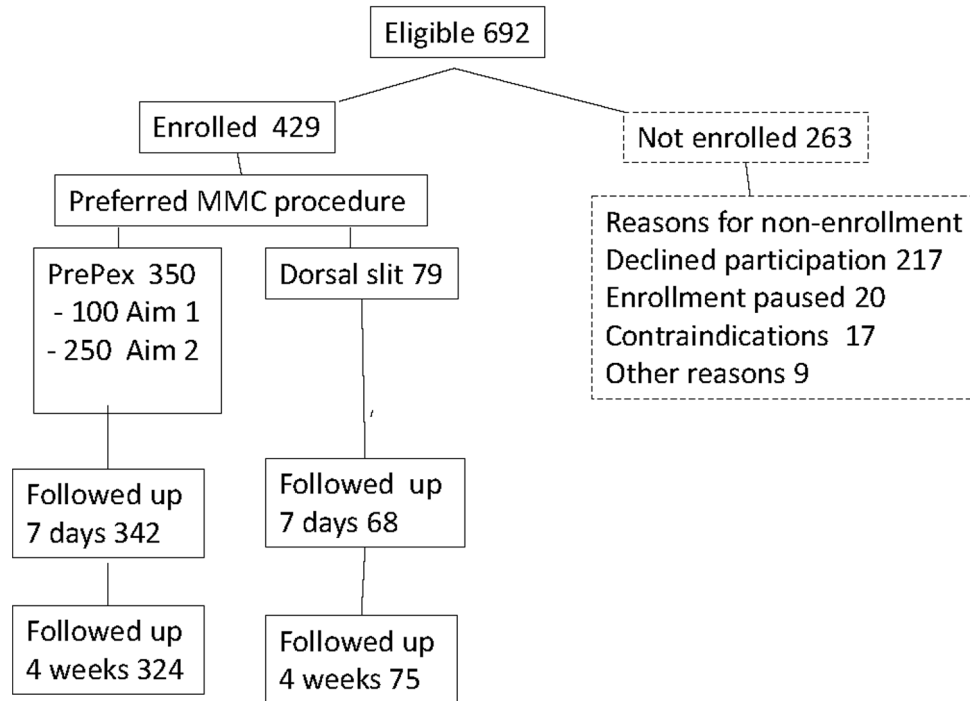 Eligible 692
Enrolled 429
Not enrolled 263
Preferred MMC procedure
Reasons for non-enrollment
Declined participation 217
Enrollment paused 20
Contraindications 17
Other reasons 9
PrePex 350
- 100 Aim 1
- 250 Aim 2
Dorsal slit 79
Followed up
7 days 342
Followed up
7 days 68
Followed up
4 weeks 324
Followed up
4 weeks 75